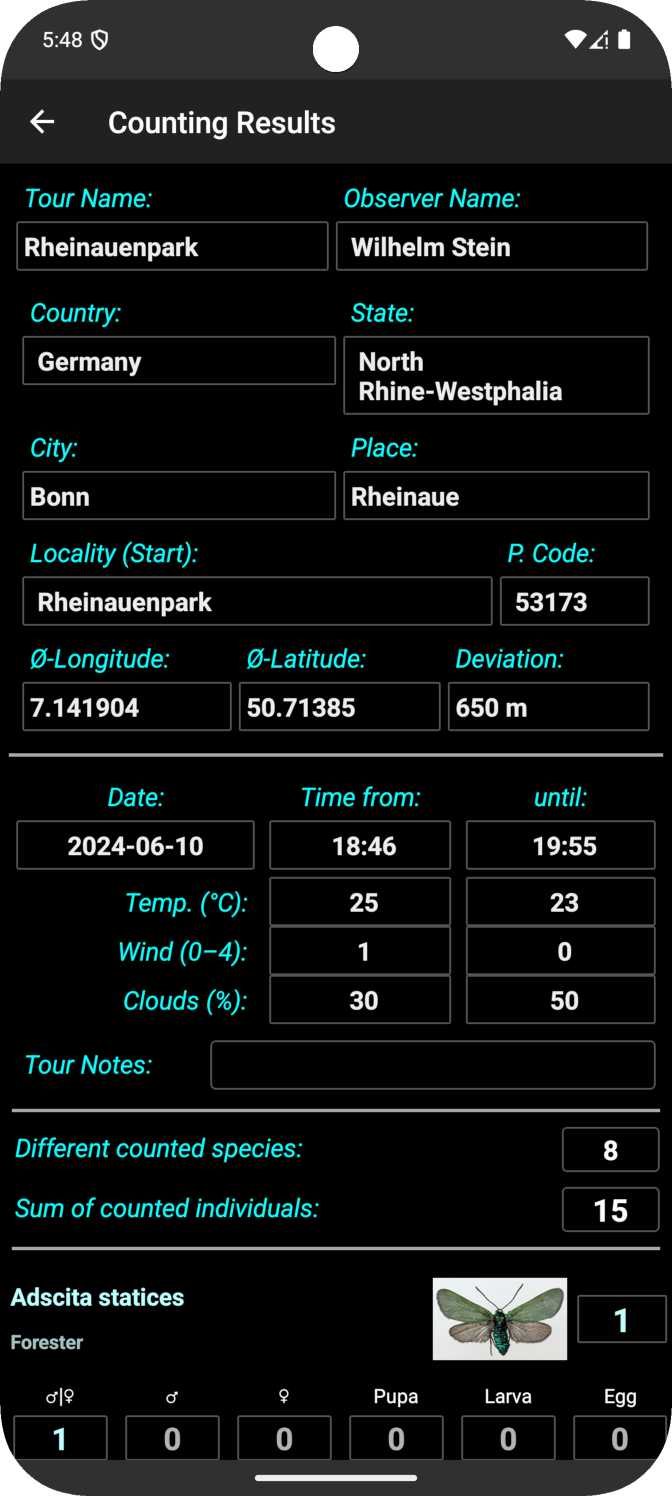 5:48
Counting Results
Tour Name: Observer Name:
Rheinauenpark Wilhelm Stein
Country: State:
Germany North
Rhine-Westphalia
City: Place:
Bonn Rheinaue
Locality (Start): P. Code:
Rheinauenpark 53173
Ø-Longitude: Ø-Latitude: Deviation:
7.141904 50.71385 650 m
Date: Time from: until:
2024-06-10 18:46 19:55
Temp. (°C): 25 23
Wind (0–4): 1 0
Clouds (%): 30 50
Tour Notes:
Different counted species: 8
Sum of counted individuals: 15
Adscita statices 1
Forester
♂|♀ ♂ ♀ Pupa Larva Egg
1 0 0 0 0 0